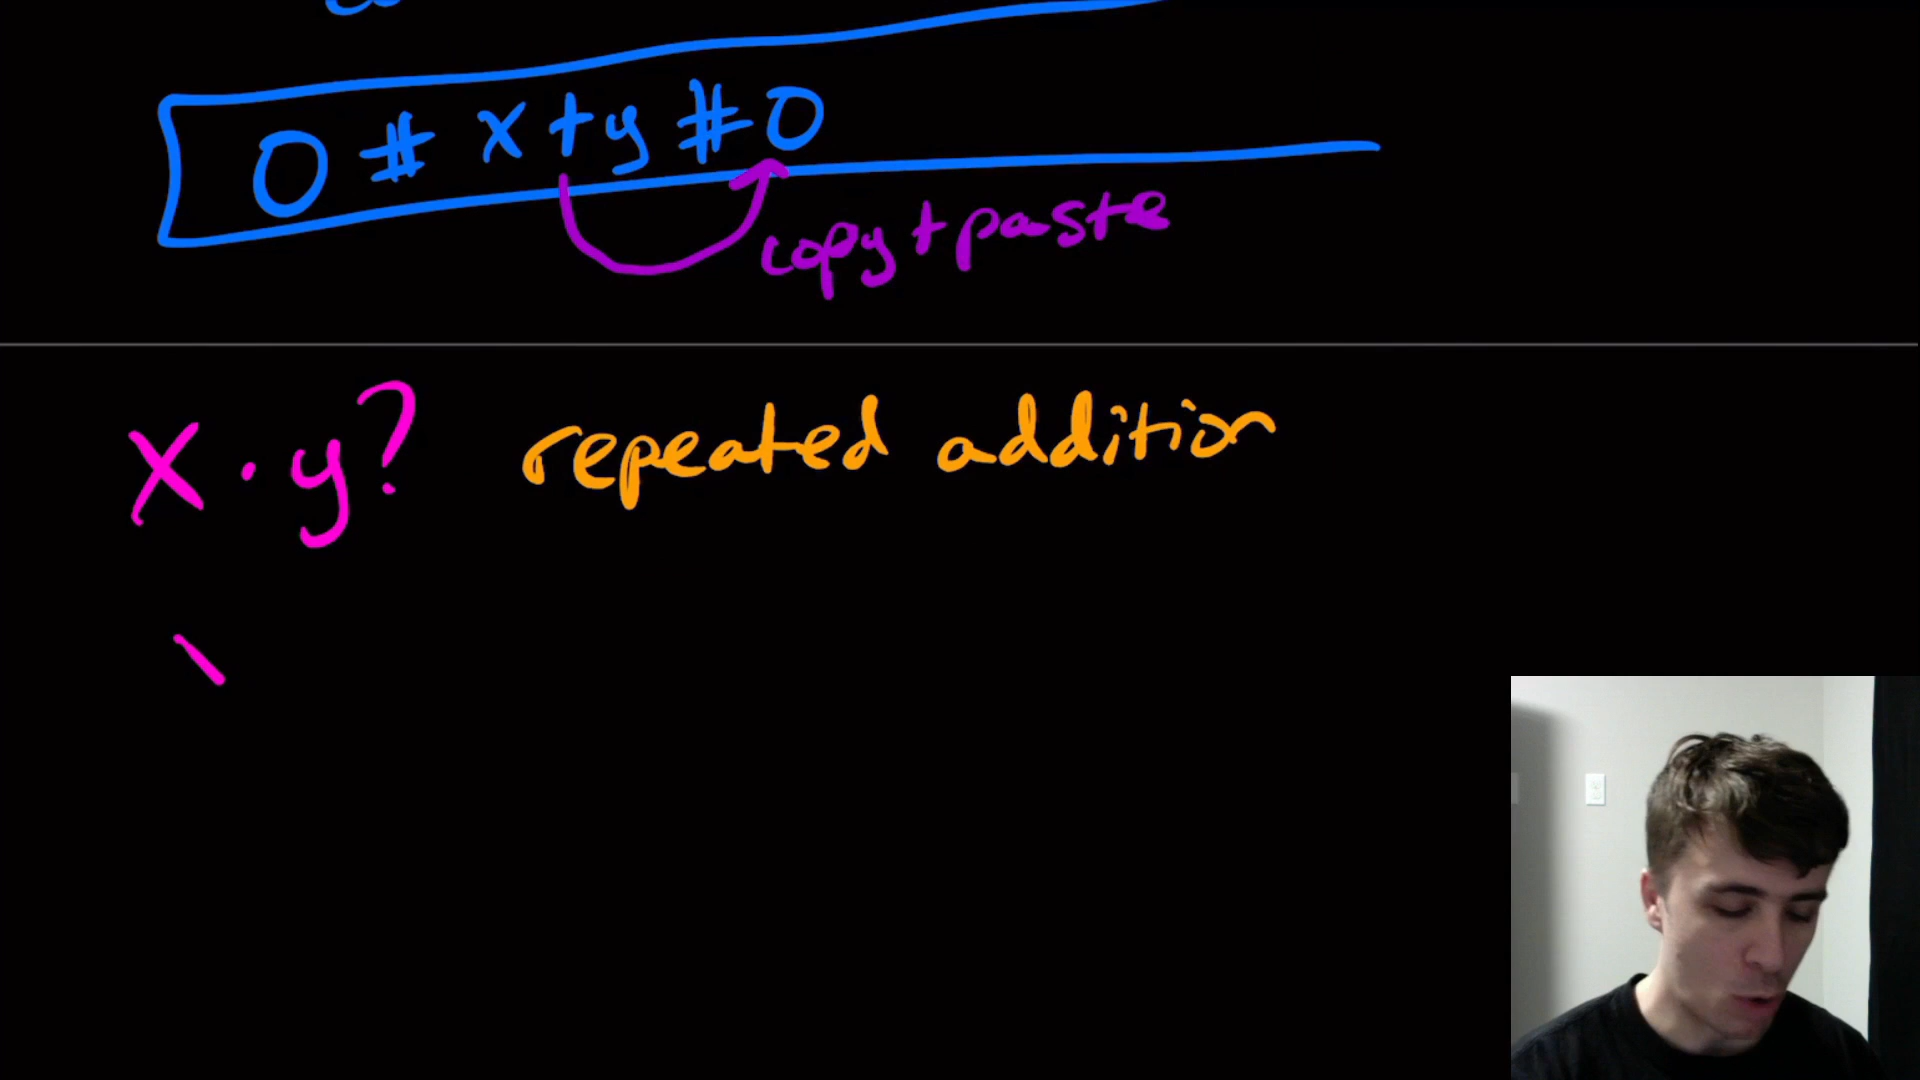 0 # x+y #0
copy+paste
x·y? repeated addition